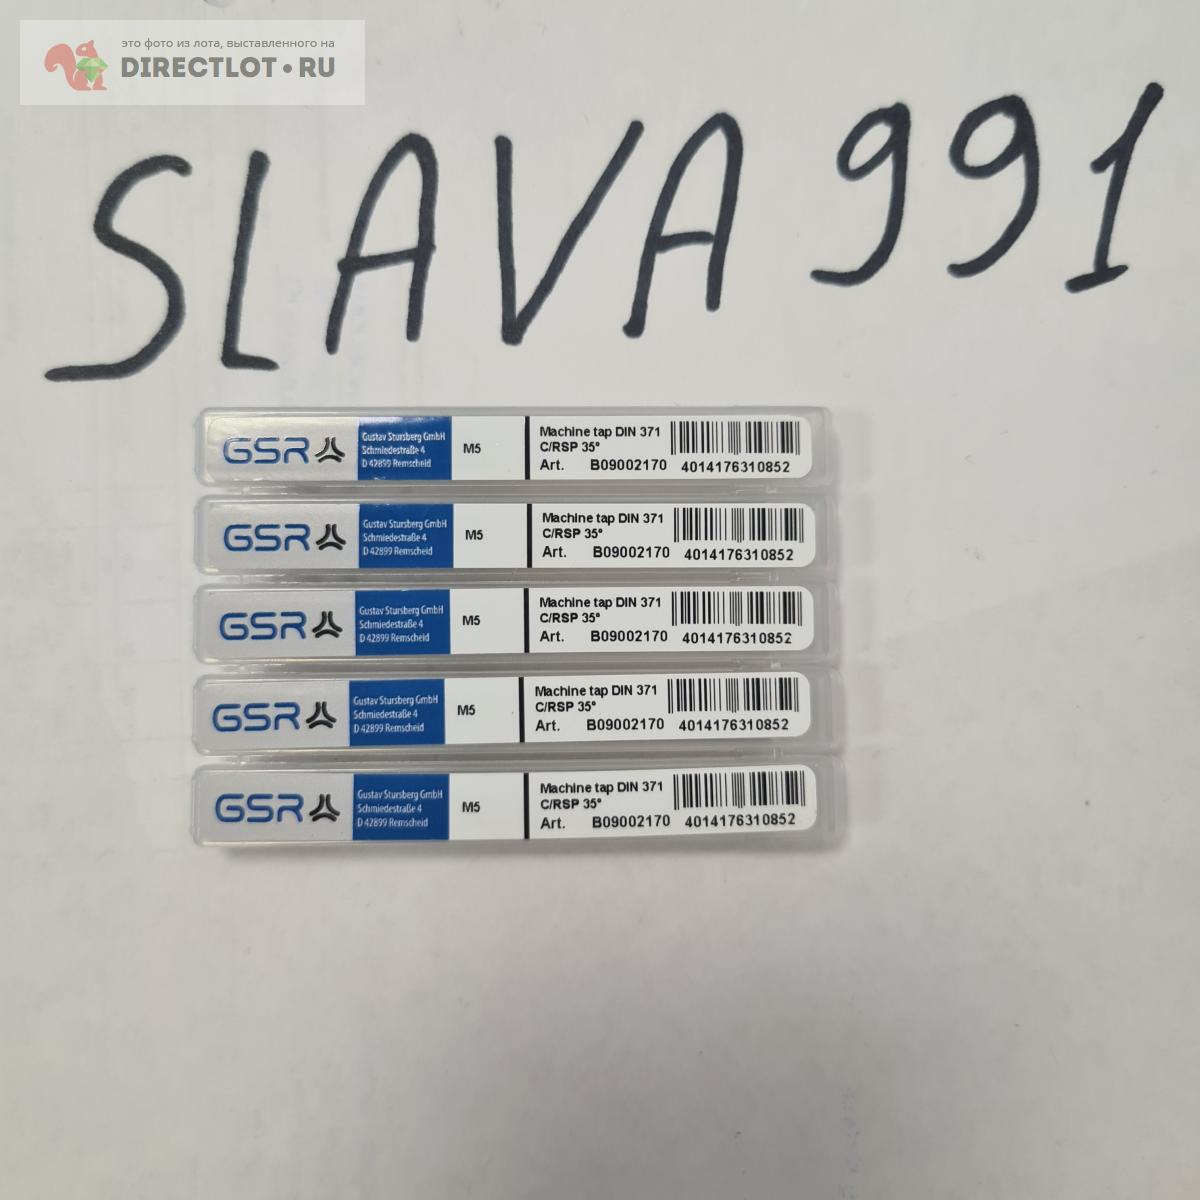 это фото из лота, выставленного на
DIRECTLOT•RU
SLAVA 991
GSR
Gustav Stursberg GmbH
Schmiedestraße 4
D 42899 Remscheid
M5
Machine tap DIN 371
C/RSP 35°
Art. B09002170
4014176310852
GSR
Gustav Stursberg GmbH
Schmiedestraße 4
D 42899 Remscheid
M5
Machine tap DIN 371
C/RSP 35°
Art. B09002170
4014176310852
GSR
Gustav Stursberg GmbH
Schmiedestraße 4
D 42899 Remscheid
M5
Machine tap DIN 371
C/RSP 35°
Art. B09002170
4014176310852
GSR
Gustav Stursberg GmbH
Schmiedestraße 4
D 42899 Remscheid
M5
Machine tap DIN 371
C/RSP 35°
Art. B09002170
4014176310852
GSR
Gustav Stursberg GmbH
Schmiedestraße 4
D 42899 Remscheid
M5
Machine tap DIN 371
C/RSP 35°
Art. B09002170
4014176310852